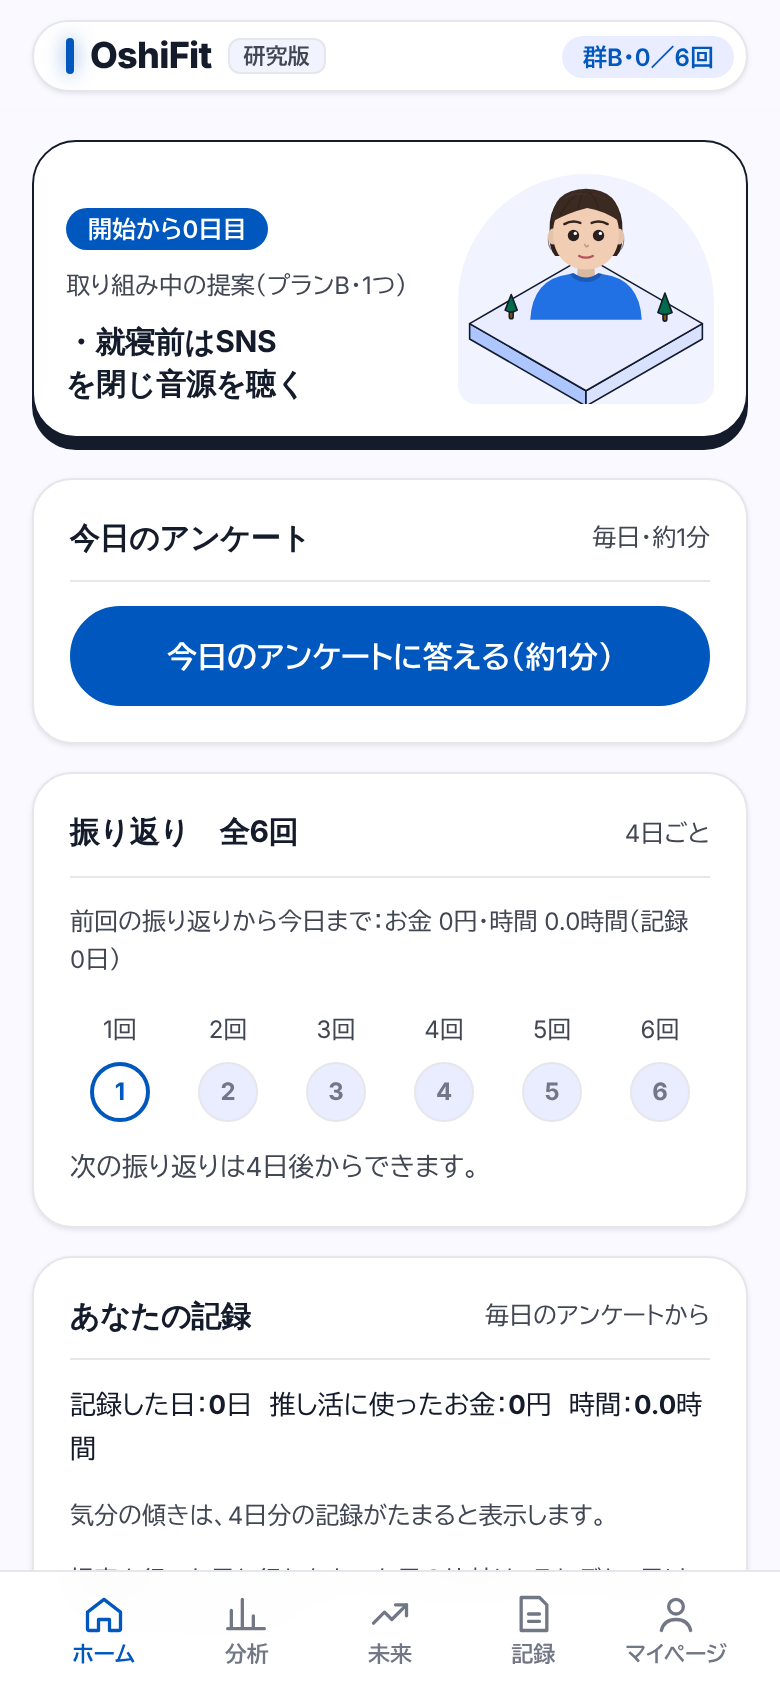 OshiFit 研究版 群B・0／6回
開始から0日目
取り組み中の提案（プランB・1つ）
・就寝前はSNS
を閉じ音源を聴く
今日のアンケート 毎日・約1分
今日のアンケートに答える（約1分）
振り返り　全6回 4日ごと
前回の振り返りから今日まで：お金 0円・時間 0.0時間（記録
0日）
1回 2回 3回 4回 5回 6回
1 2 3 4 5 6
次の振り返りは4日後からできます。
あなたの記録 毎日のアンケートから
記録した日：0日 推し活に使ったお金：0円 時間：0.0時
間
気分の傾きは、4日分の記録がたまると表示します。
ホーム 分析 未来 記録 マイページ